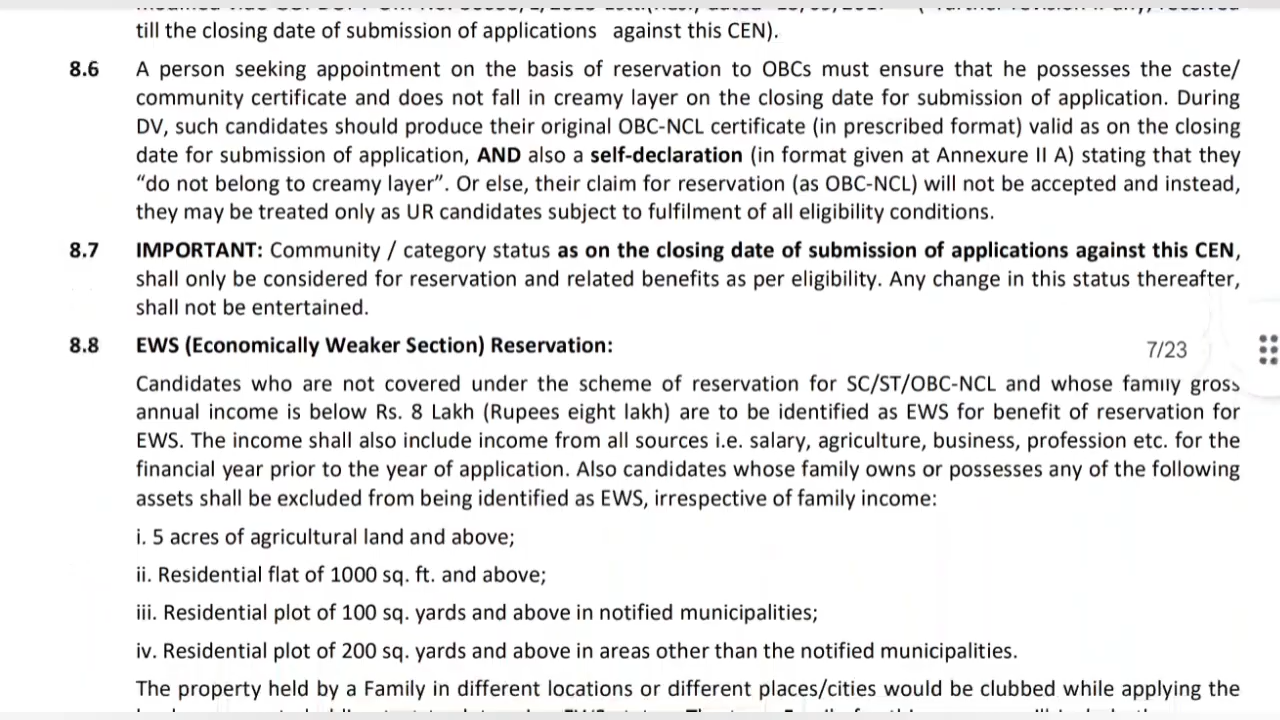 till the closing date of submission of applications against this CEN).
8.6 A person seeking appointment on the basis of reservation to OBCs must ensure that he possesses the caste/
community certificate and does not fall in creamy layer on the closing date for submission of application. During
DV, such candidates should produce their original OBC-NCL certificate (in prescribed format) valid as on the closing
date for submission of application, AND also a self-declaration (in format given at Annexure II A) stating that they
“do not belong to creamy layer”. Or else, their claim for reservation (as OBC-NCL) will not be accepted and instead,
they may be treated only as UR candidates subject to fulfilment of all eligibility conditions.
8.7 IMPORTANT: Community / category status as on the closing date of submission of applications against this CEN,
shall only be considered for reservation and related benefits as per eligibility. Any change in this status thereafter,
shall not be entertained.
8.8 EWS (Economically Weaker Section) Reservation:
7/23
Candidates who are not covered under the scheme of reservation for SC/ST/OBC-NCL and whose family gross
annual income is below Rs. 8 Lakh (Rupees eight lakh) are to be identified as EWS for benefit of reservation for
EWS. The income shall also include income from all sources i.e. salary, agriculture, business, profession etc. for the
financial year prior to the year of application. Also candidates whose family owns or possesses any of the following
assets shall be excluded from being identified as EWS, irrespective of family income:
i. 5 acres of agricultural land and above;
ii. Residential flat of 1000 sq. ft. and above;
iii. Residential plot of 100 sq. yards and above in notified municipalities;
iv. Residential plot of 200 sq. yards and above in areas other than the notified municipalities.
The property held by a Family in different locations or different places/cities would be clubbed while applying the